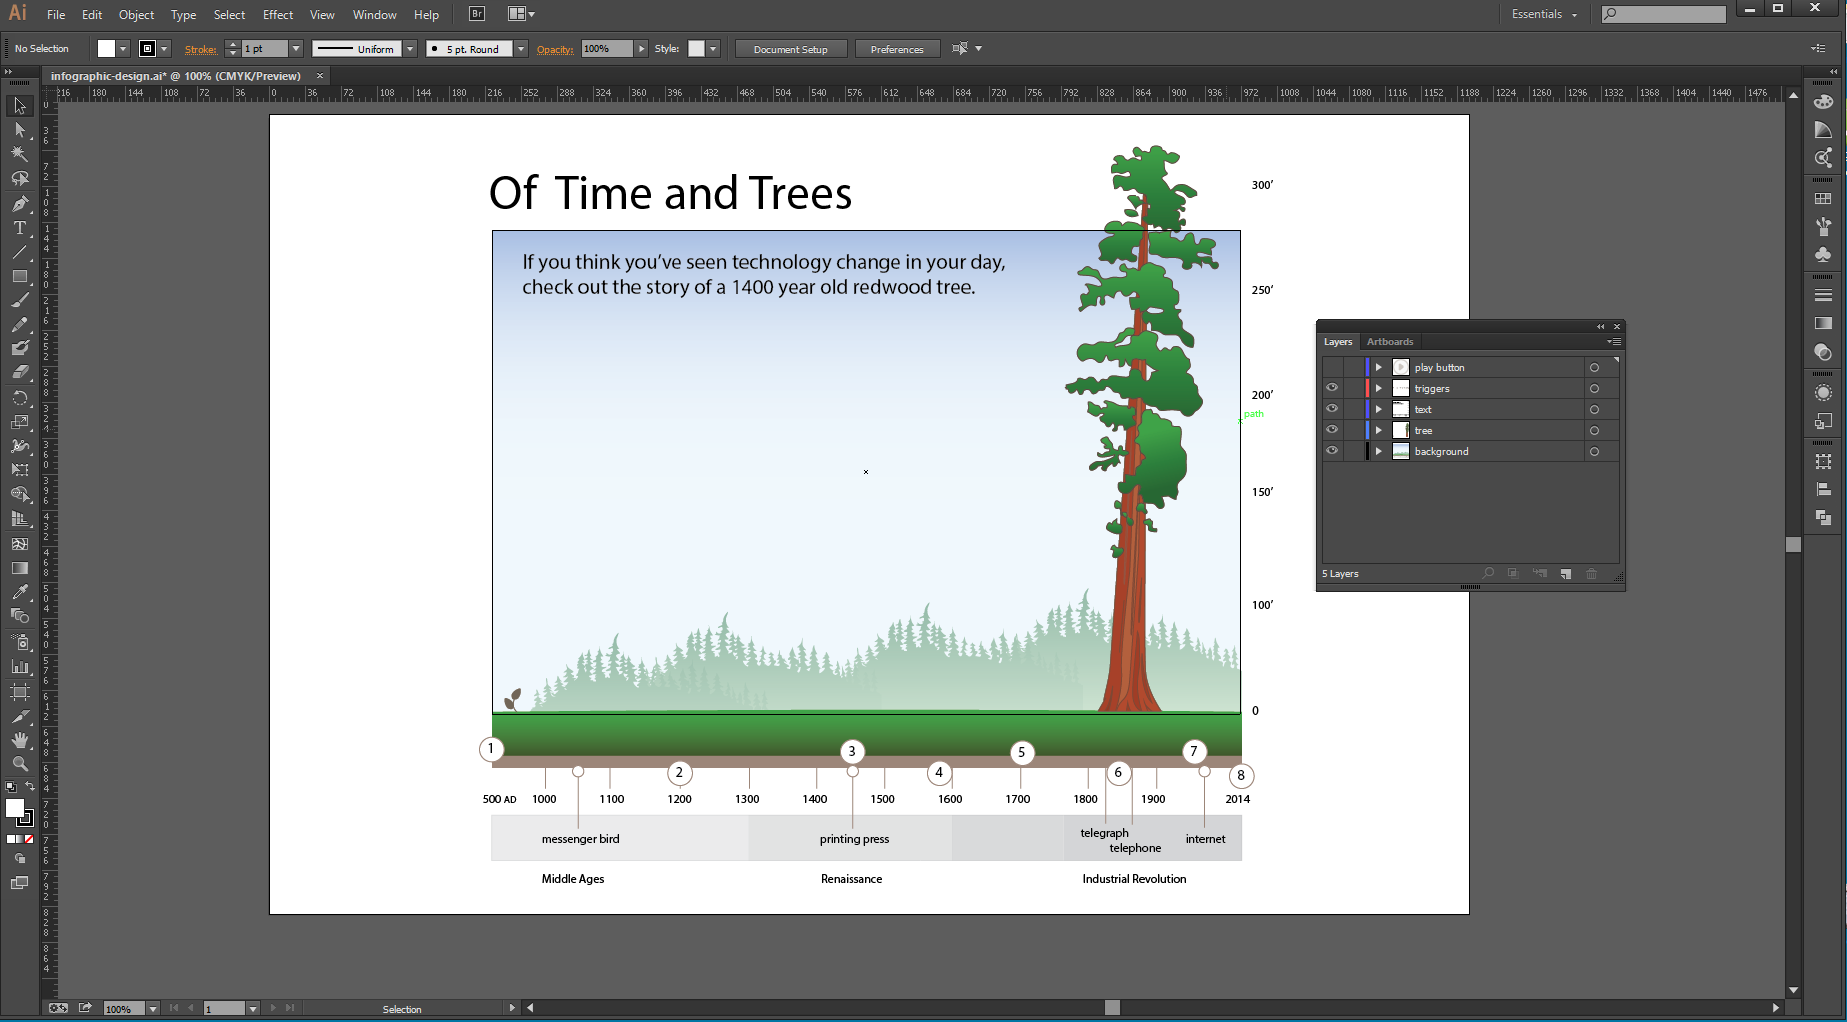 Ai File Edit Object Type Select Effect View Window Help Br Essentials
No Selection Stroke: 1 pt Uniform 5 pt. Round Opacity: 100% Style: Document Setup Preferences
infographic-design.ai* @ 100% (CMYK/Preview) ×
216 180 144 108 72 36 0 36 72 108 144 180 216 252 288 324 360 396 432 468 504 540 576 612 648 684 720 756 792 828 864 900 936 972 1008 1044 1080 1116 1152 1188 1224 1260 1296 1332 1368 1404 1440 1476
Of Time and Trees
300’
If you think you’ve seen technology change in your day,
check out the story of a 1400 year old redwood tree.
250’
200’
path
150’
100’
0
Layers Artboards
play button
triggers
text
tree
background
5 Layers
1 2 3 4 5 6 7 8
500 AD 1000 1100 1200 1300 1400 1500 1600 1700 1800 1900 2014
messenger bird printing press telegraph internet
telephone
Middle Ages Renaissance Industrial Revolution
100% 1 Selection